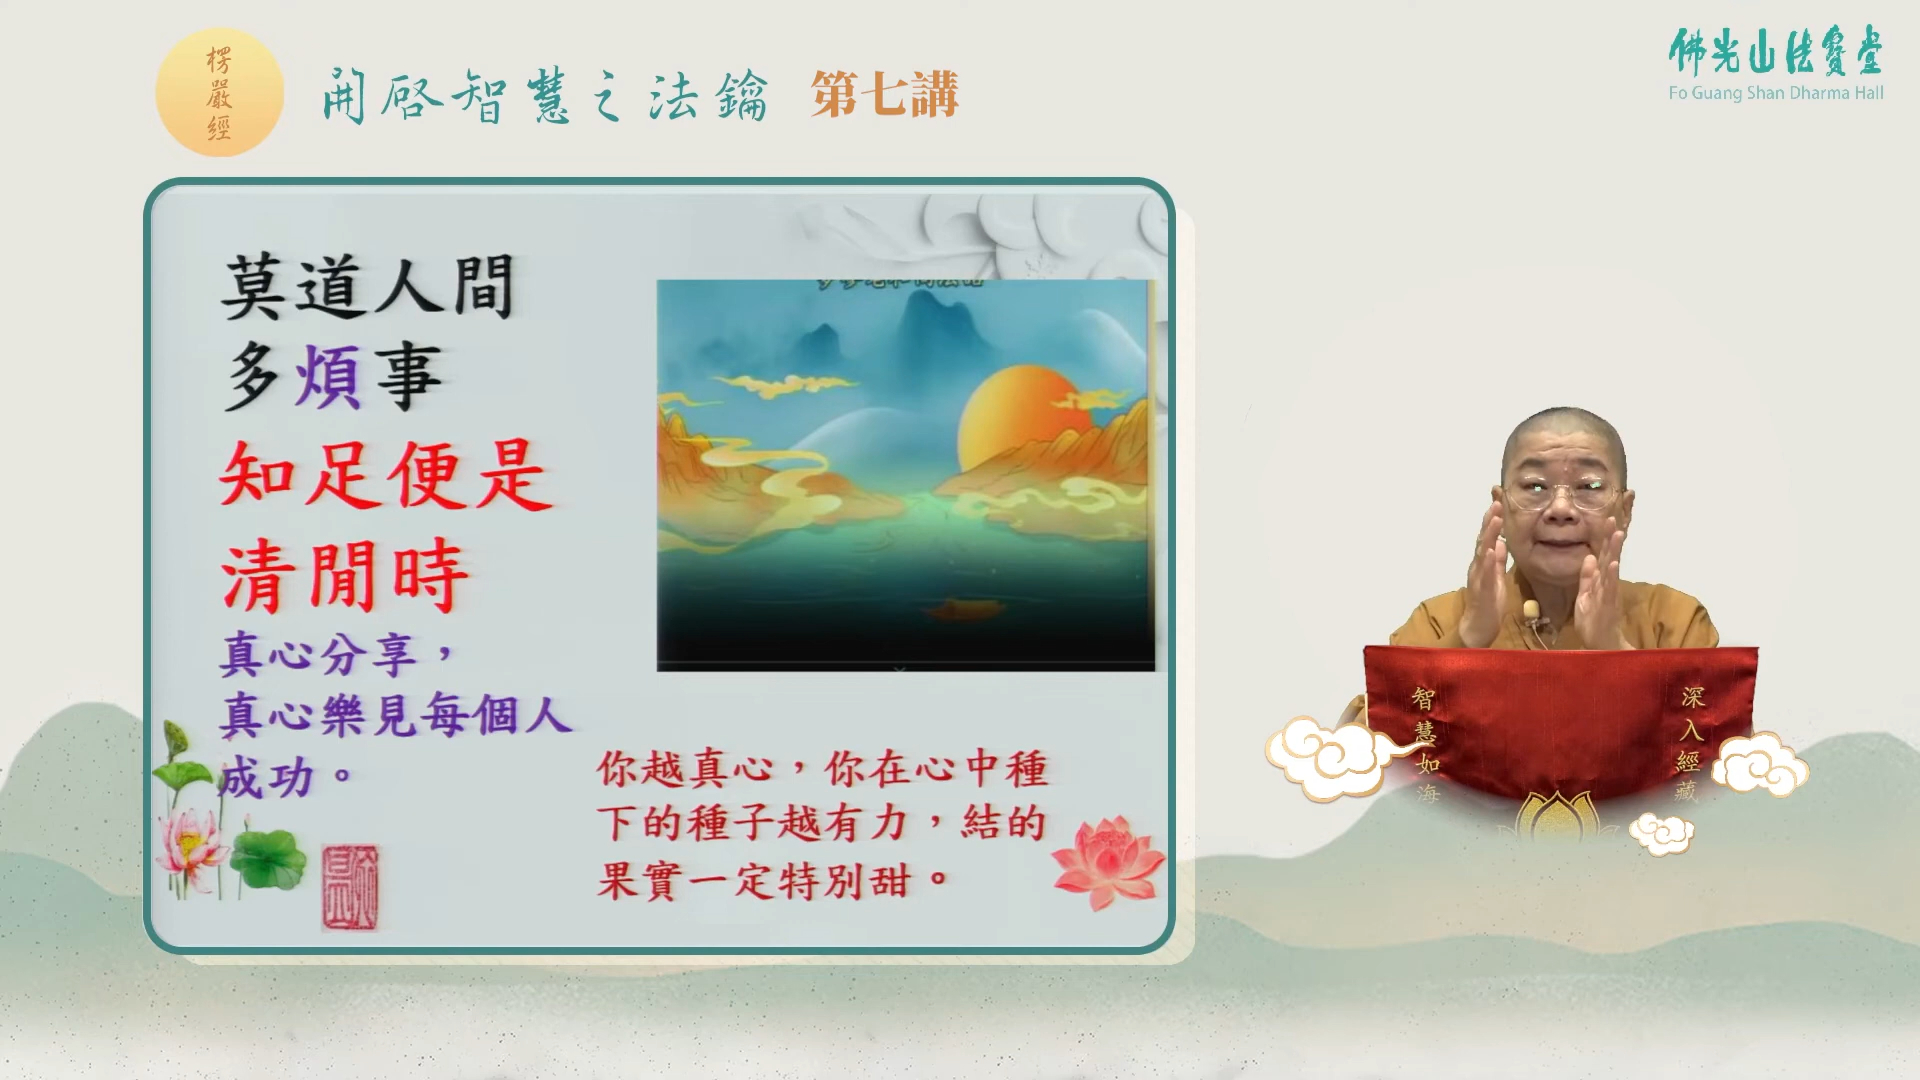 楞嚴經
開啓智慧之法鑰 第七講
佛光山法寶堂
Fo Guang Shan Dharma Hall
莫道人間
多煩事
知足便是
清閒時
真心分享，
真心樂見每個人
成功。
你越真心，你在心中種
下的種子越有力，結的
果實一定特別甜。
深入經藏
智慧如海